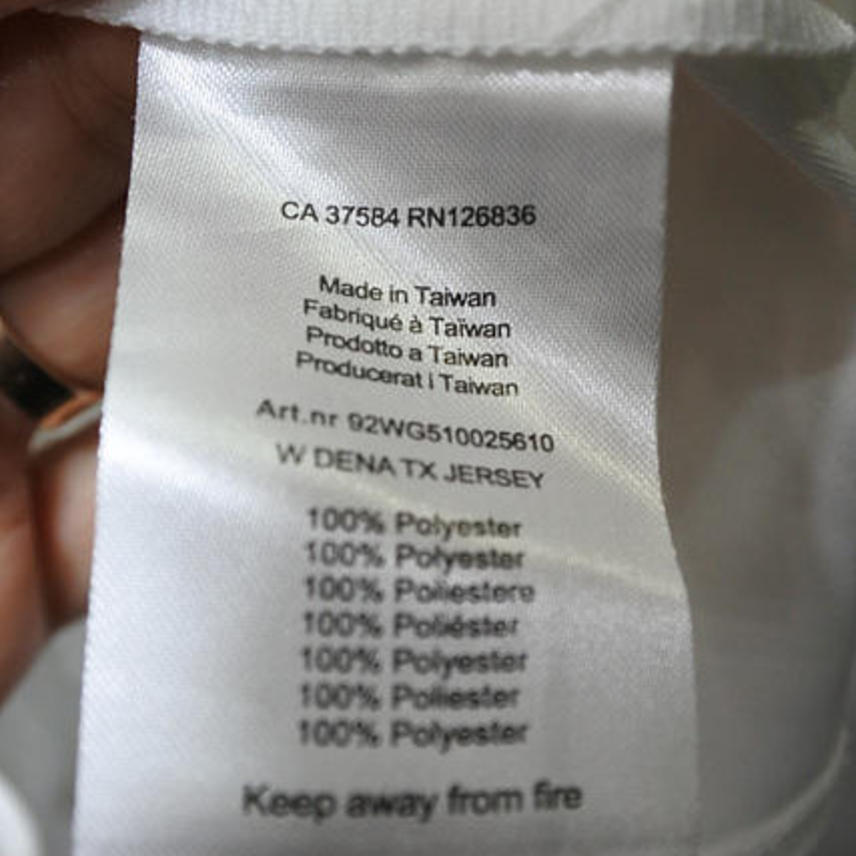 CA 37584 RN126836
Made in Taiwan
Fabriqué à Taïwan
Prodotto a Taiwan
Producerat i Taiwan
Art.nr 92WG510025610
W DENA TX JERSEY
100% Polyester
100% Polyester
100% Poliestere
100% Poliéster
100% Polyester
100% Poliester
100% Polyester
Keep away from fire